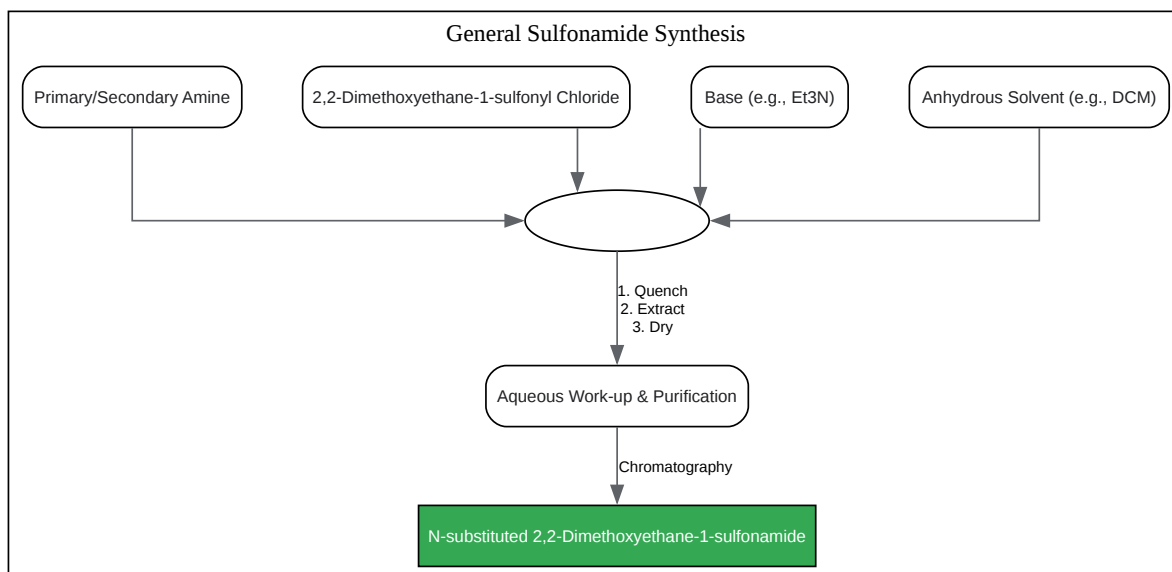 General Sulfonamide Synthesis
Primary/Secondary Amine
2,2-Dimethoxyethane-1-sulfonyl Chloride
Base (e.g., Et3N)
Anhydrous Solvent (e.g., DCM)
1. Quench
2. Extract
3. Dry
Aqueous Work-up & Purification
Chromatography
N-substituted 2,2-Dimethoxyethane-1-sulfonamide